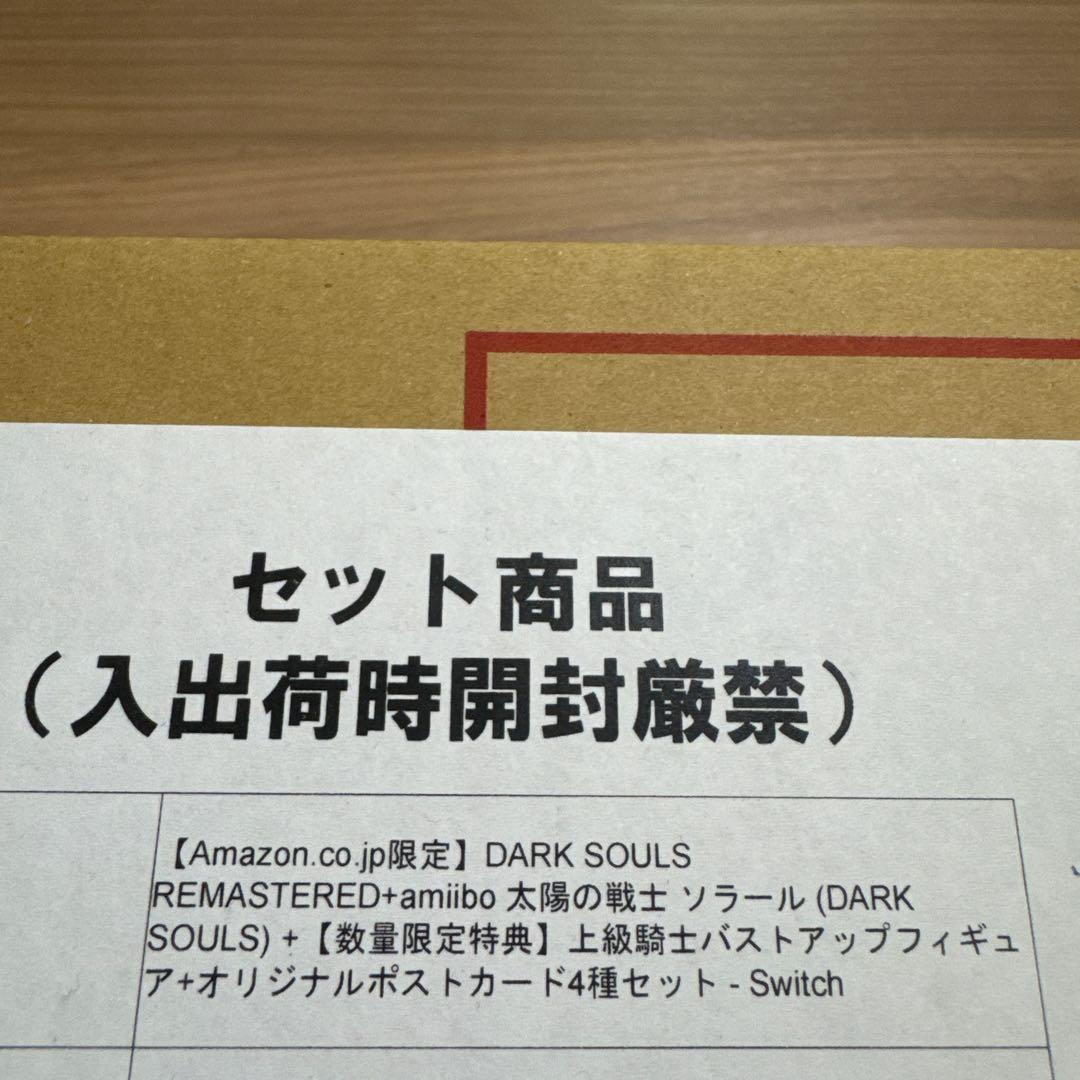 セット商品
（入出荷時開封厳禁）
【Amazon.co.jp限定】DARK SOULS
REMASTERED+amiibo 太陽の戦士 ソラール (DARK
SOULS) +【数量限定特典】上級騎士バストアップフィギュ
ア+オリジナルポストカード4種セット - Switch